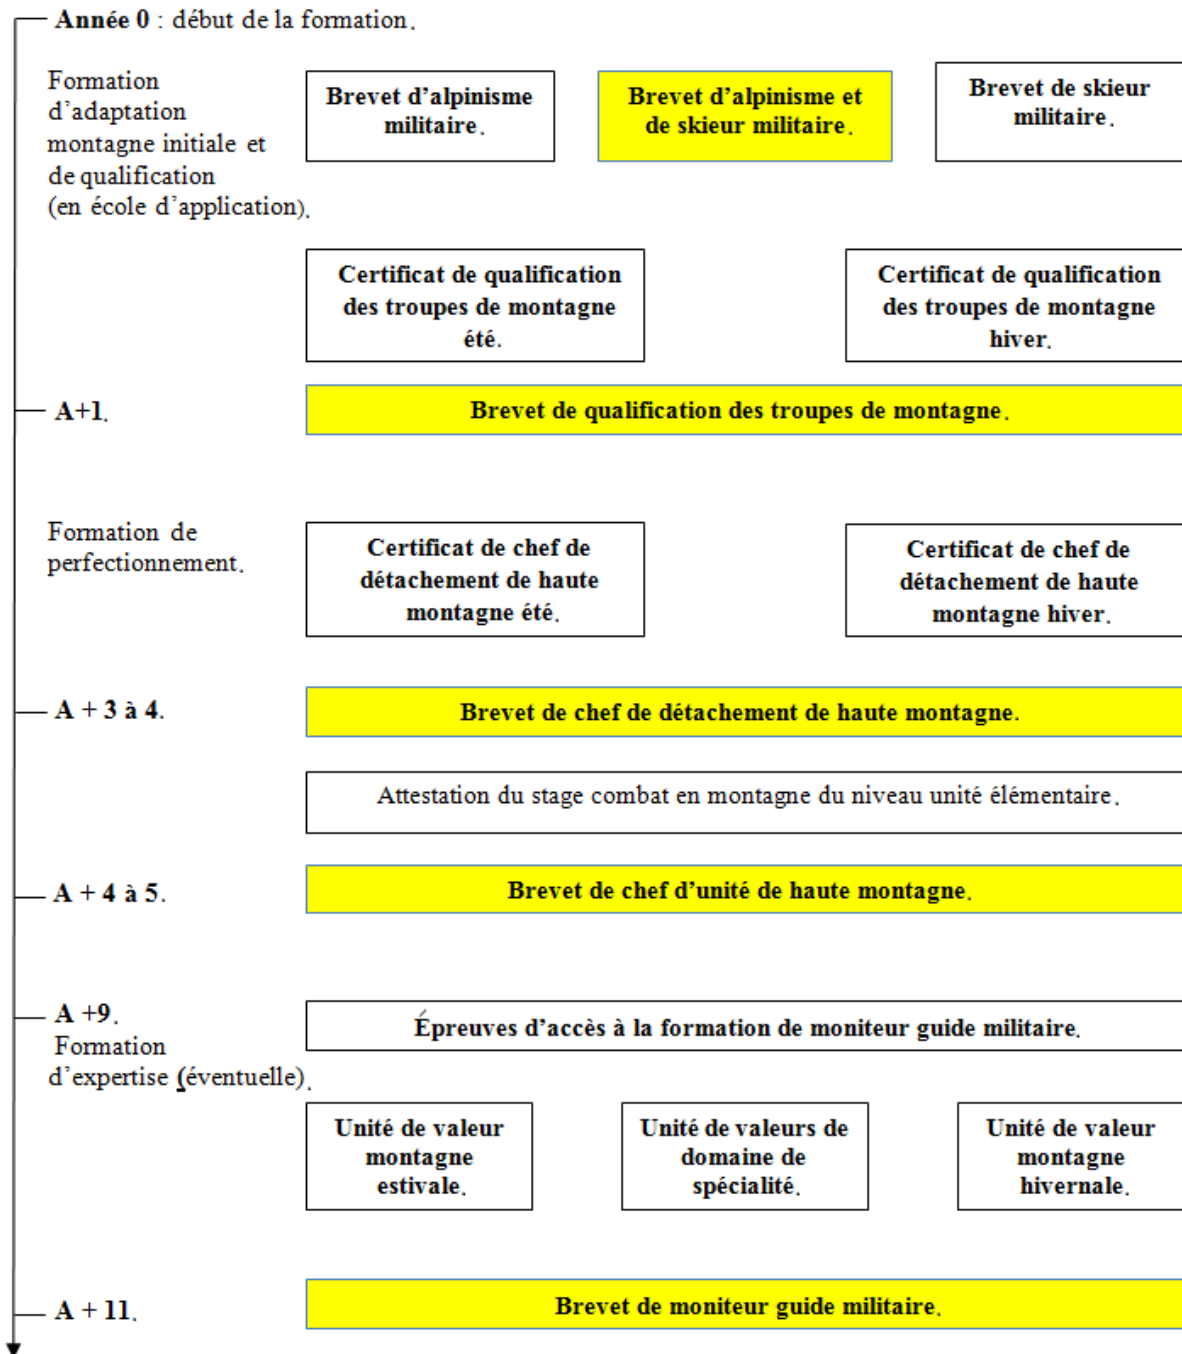 Année 0 : début de la formation.
Formation
d’adaptation
montagne initiale et
de qualification
(en école d’application).
Brevet d’alpinisme
militaire.
Brevet d’alpinisme et
de skieur militaire.
Brevet de skieur
militaire.
Certificat de qualification
des troupes de montagne
été.
Certificat de qualification
des troupes de montagne
hiver.
A+1.
Brevet de qualification des troupes de montagne.
Formation de
perfectionnement.
Certificat de chef de
détachement de haute
montagne été.
Certificat de chef de
détachement de haute
montagne hiver.
A + 3 à 4.
Brevet de chef de détachement de haute montagne.
Attestation du stage combat en montagne du niveau unité élémentaire.
A + 4 à 5.
Brevet de chef d’unité de haute montagne.
A +9.
Formation
d’expertise (éventuelle).
Épreuves d’accès à la formation de moniteur guide militaire.
Unité de valeur
montagne
estivale.
Unité de valeurs de
domaine de
spécialité.
Unité de valeur
montagne
hivernale.
A + 11.
Brevet de moniteur guide militaire.